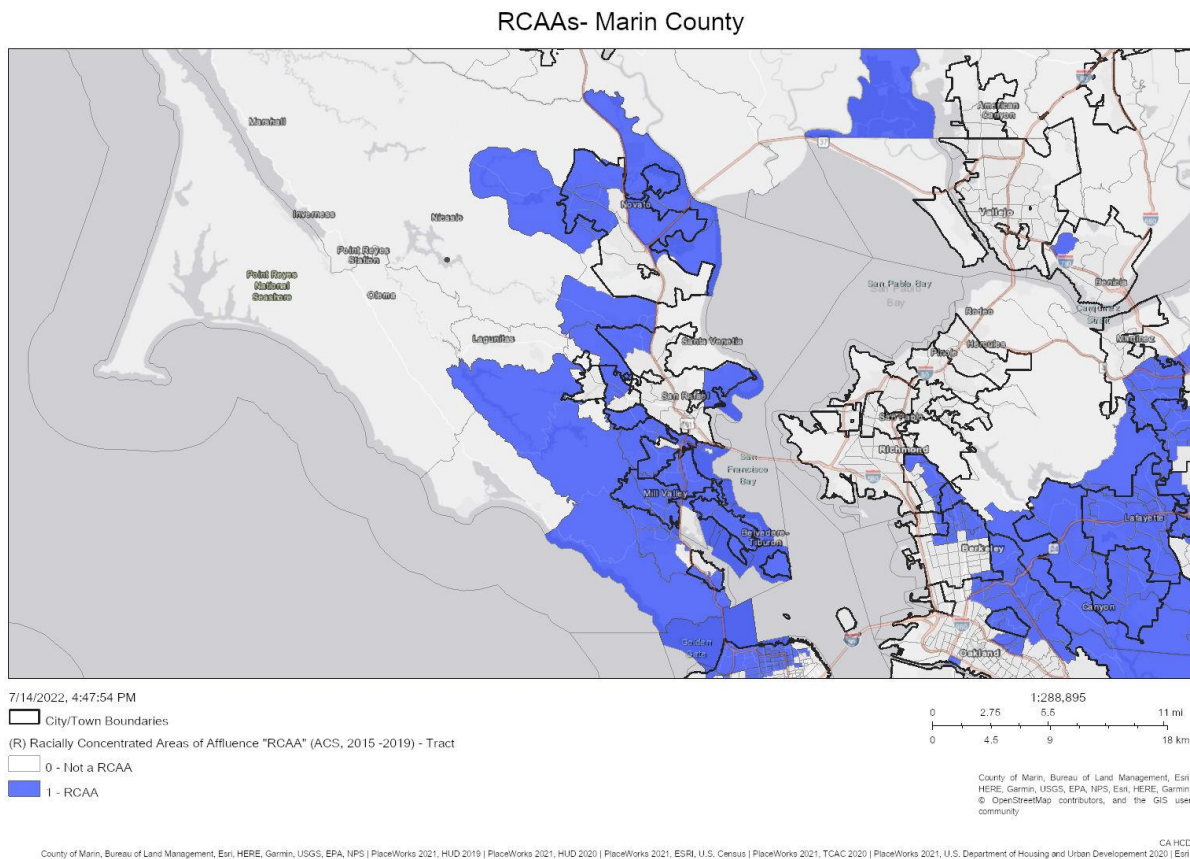 RCAAs- Marin County
Marshall
American
Canyon
37
Inverness
Nicasio
Novato
Vallejo
Point Reyes
Station
Point Reyes
National
Seashore
Olema
San Pablo Bay
Benicia
Rodeo
Lagunitas
Santa Venetia
Hercules
Pinole
Martinez
San Rafael
San Pablo
Richmond
San
Francisco
Bay
Mill Valley
Belvedere-
Tiburon
Lafayette
Berkeley
Canyon
Golden
Gate
Oakland
7/14/2022, 4:47:54 PM
City/Town Boundaries
(R) Racially Concentrated Areas of Affluence "RCAA" (ACS, 2015 -2019) - Tract
0 - Not a RCAA
1 - RCAA
1:288,895
0 2.75 5.5 11 mi
0 4.5 9 18 km
County of Marin, Bureau of Land Management, Esri
HERE, Garmin, USGS, EPA, NPS, Esri, HERE, Garmin
© OpenStreetMap contributors, and the GIS user
community
CA HCD
County of Marin, Bureau of Land Management, Esri, HERE, Garmin, USGS, EPA, NPS | PlaceWorks 2021, HUD 2019 | PlaceWorks 2021, HUD 2020 | PlaceWorks 2021, ESRI, U.S. Census | PlaceWorks 2021, TCAC 2020 | PlaceWorks 2021, U.S. Department of Housing and Urban Developement 2020 | Esri